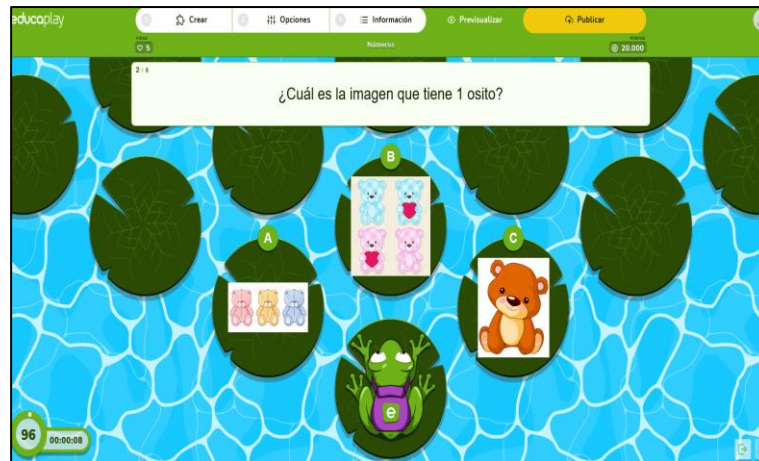 educaplay
Crear
Opciones
Información
Previsualizar
Publicar
5
Números
20.000
2 / 8
¿Cuál es la imagen que tiene 1 osito?
B
A
C
e
96
00:00:08